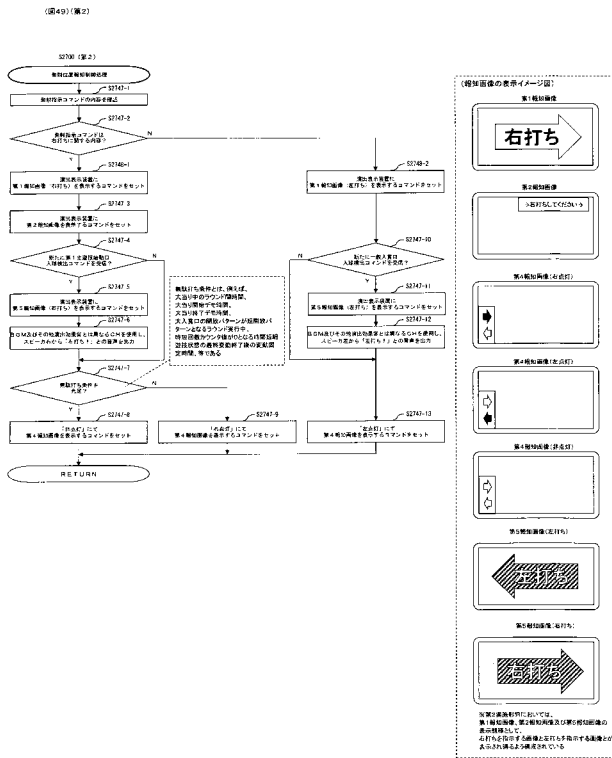 (図49)(第2)
S2700 (第2)
発射位置報知制御処理
S2747-1
発射指示コマンドの内容を確認
S2747-2
発射指示コマンドは
右打ちに関する内容?
N
Y
S2748-1
演出表示装置に
第1報知画像(右打ち)を表示するコマンドをセット
S2747-3
演出表示装置に
第2報知画像を表示するコマンドをセット
S2747-4
新たに第1主遊技始動口
入球検出コマンドを受信?
N
Y
S2747-5
演出表示装置に、
第5報知画像(右打ち)を表示するコマンドをセット
S2747-6
BGM及びその他演出効果音とは異なるCHを使用し、
スピーカ右から「右打ち!」との音声を出力
S2747-7
無駄打ち条件を
充足?
N
Y
S2747-8
「非点灯」にて
第4報知画像を表示するコマンドをセット
S2747-9
「右点灯」にて
第4報知画像を表示するコマンドをセット
RETURN
無駄打ち条件とは、例えば、
大当り中のラウンド間時間、
大当り開始デモ時間、
大当り終了デモ時間、
大入賞口の開放パターンが短開放パ
ターンとなるラウンド実行中、
特別回数カウンタ値が0となる時間短縮
遊技状態の最終変動終了後の変動固
定時間、等である
S2748-2
演出表示装置に
第1報知画像(左打ち)を表示するコマンドをセット
S2747-10
新たに一般入賞口
入球検出コマンドを受信?
N
Y
S2747-11
演出表示装置に
第5報知画像(左打ち)を表示するコマンドをセット
S2747-12
BGM及びその他演出効果音とは異なるCHを使用し、
スピーカ左から「左打ち!」との音声を出力
S2747-13
「左点灯」にて
第4報知画像を表示するコマンドをセット
(報知画像の表示イメージ図)
第1報知画像
右打ち
第2報知画像
>右打ちしてください>
第4報知画像(右点灯)
第4報知画像(左点灯)
第4報知画像(非点灯)
第5報知画像(左打ち)
左打ち
第5報知画像(右打ち)
右打ち
※第2実施形態においては、
第1報知画像、第2報知画像及び第5報知画像の
表示態様として、
右打ちを指示する画像と左打ちを指示する画像とが
表示され得るよう構成されている